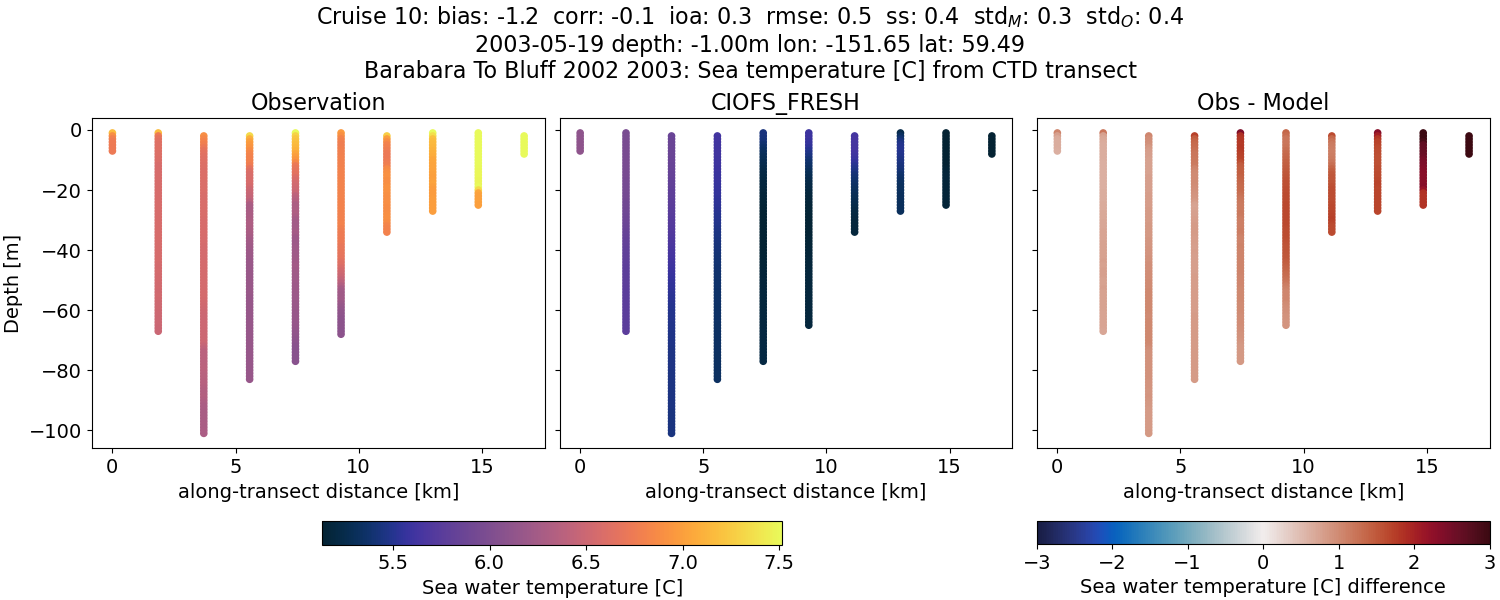 Cruise 10: bias: -1.2 corr: -0.1 ioa: 0.3 rmse: 0.5 ss: 0.4 std_M: 0.3 std_O: 0.4
2003-05-19 depth: -1.00m lon: -151.65 lat: 59.49
Barabara To Bluff 2002 2003: Sea temperature [C] from CTD transect
Observation
CIOFS_FRESH
Obs - Model
Depth [m]
0
−20
−40
−60
−80
−100
0 5 10 15
0 5 10 15
0 5 10 15
along-transect distance [km]
along-transect distance [km]
along-transect distance [km]
5.5 6.0 6.5 7.0 7.5
Sea water temperature [C]
−3 −2 −1 0 1 2 3
Sea water temperature [C] difference